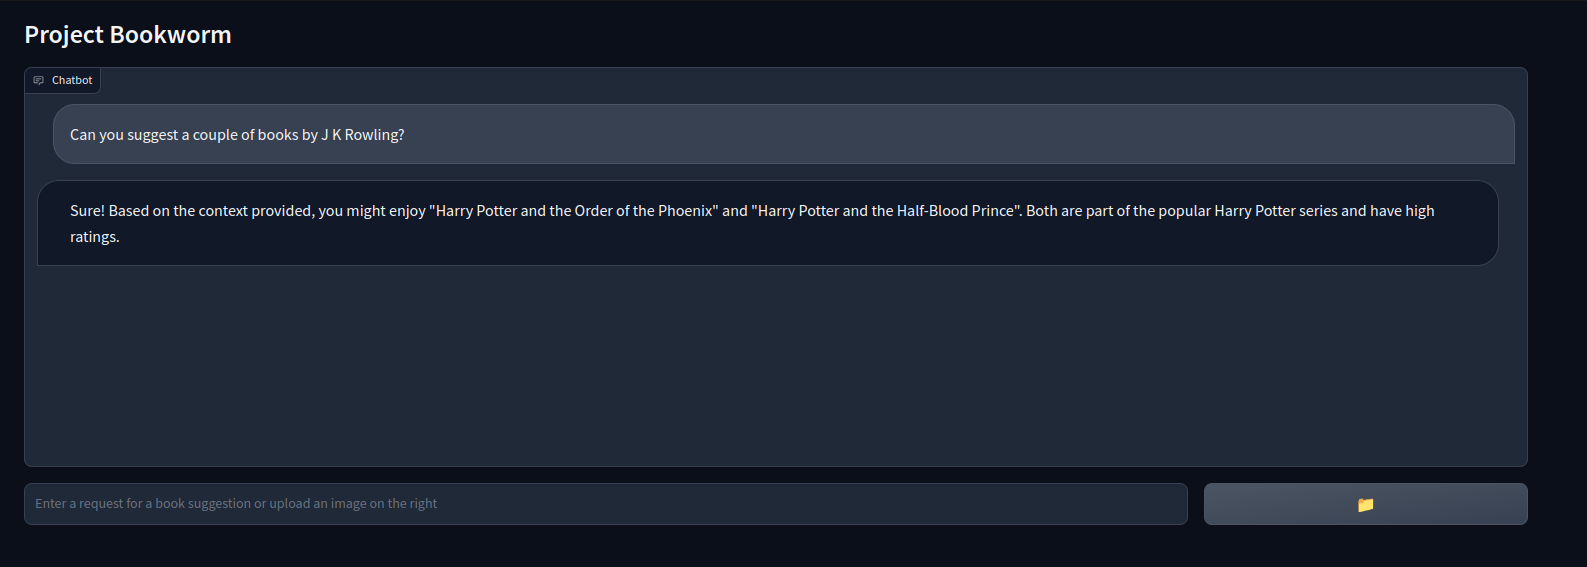 Project Bookworm
Chatbot
Can you suggest a couple of books by J K Rowling?
Sure! Based on the context provided, you might enjoy "Harry Potter and the Order of the Phoenix" and "Harry Potter and the Half-Blood Prince". Both are part of the popular Harry Potter series and have high
ratings.
Enter a request for a book suggestion or upload an image on the right